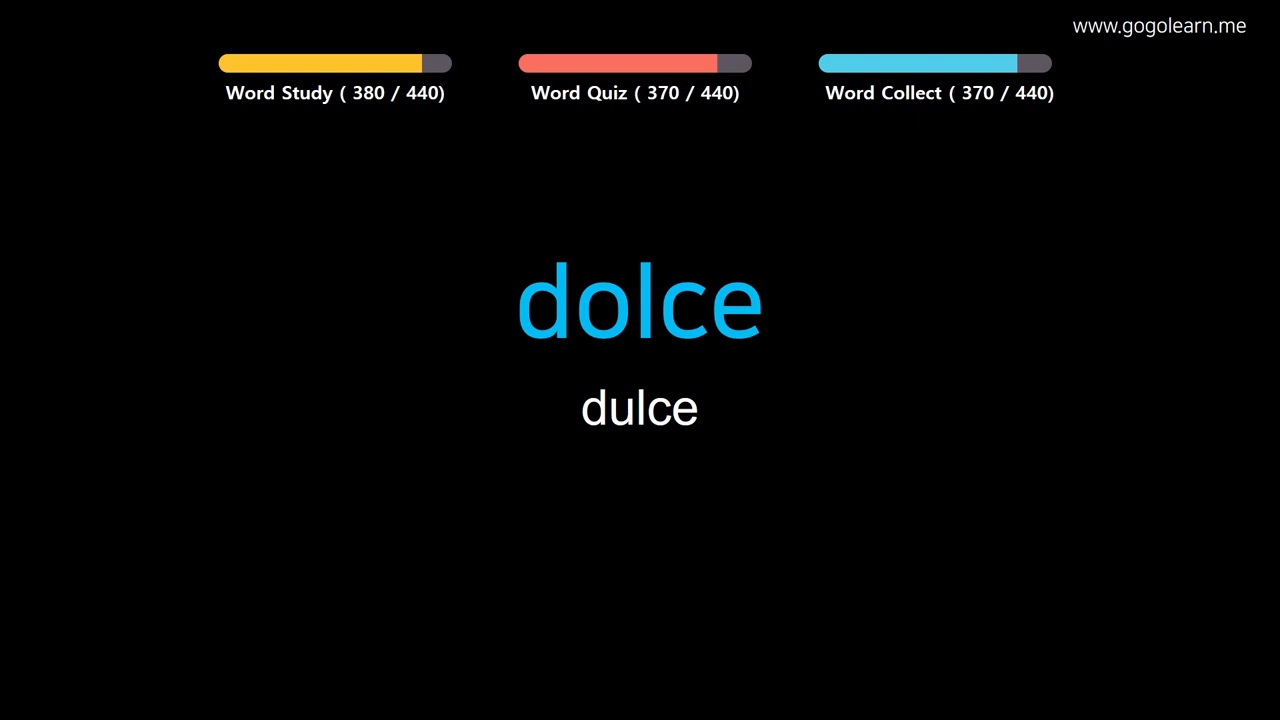 www.gogolearn.me
Word Study ( 380 / 440)
Word Quiz ( 370 / 440)
Word Collect ( 370 / 440)
dolce
dulce